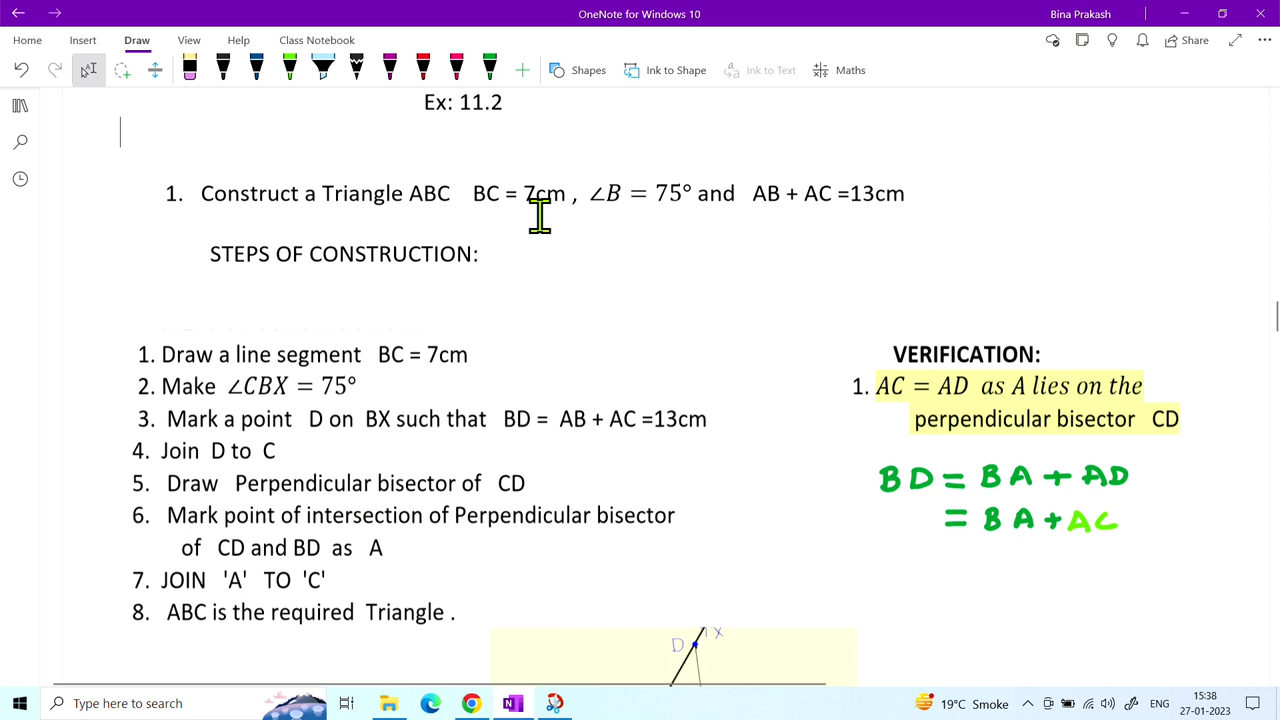 OneNote for Windows 10
Bina Prakash
Home Insert Draw View Help Class Notebook
Share
Shapes Ink to Shape Ink to Text Maths
Ex: 11.2
1. Construct a Triangle ABC BC = 7cm , ∠B = 75° and AB + AC =13cm
STEPS OF CONSTRUCTION:
1. Draw a line segment BC = 7cm
2. Make ∠CBX = 75°
3. Mark a point D on BX such that BD = AB + AC =13cm
4. Join D to C
5. Draw Perpendicular bisector of CD
6. Mark point of intersection of Perpendicular bisector
of CD and BD as A
7. JOIN 'A' TO 'C'
8. ABC is the required Triangle .
VERIFICATION:
1. AC = AD as A lies on the
perpendicular bisector CD
BD = BA + AD
= BA + AC
D
X
Type here to search
19°C Smoke
ENG
15:38
27-01-2023